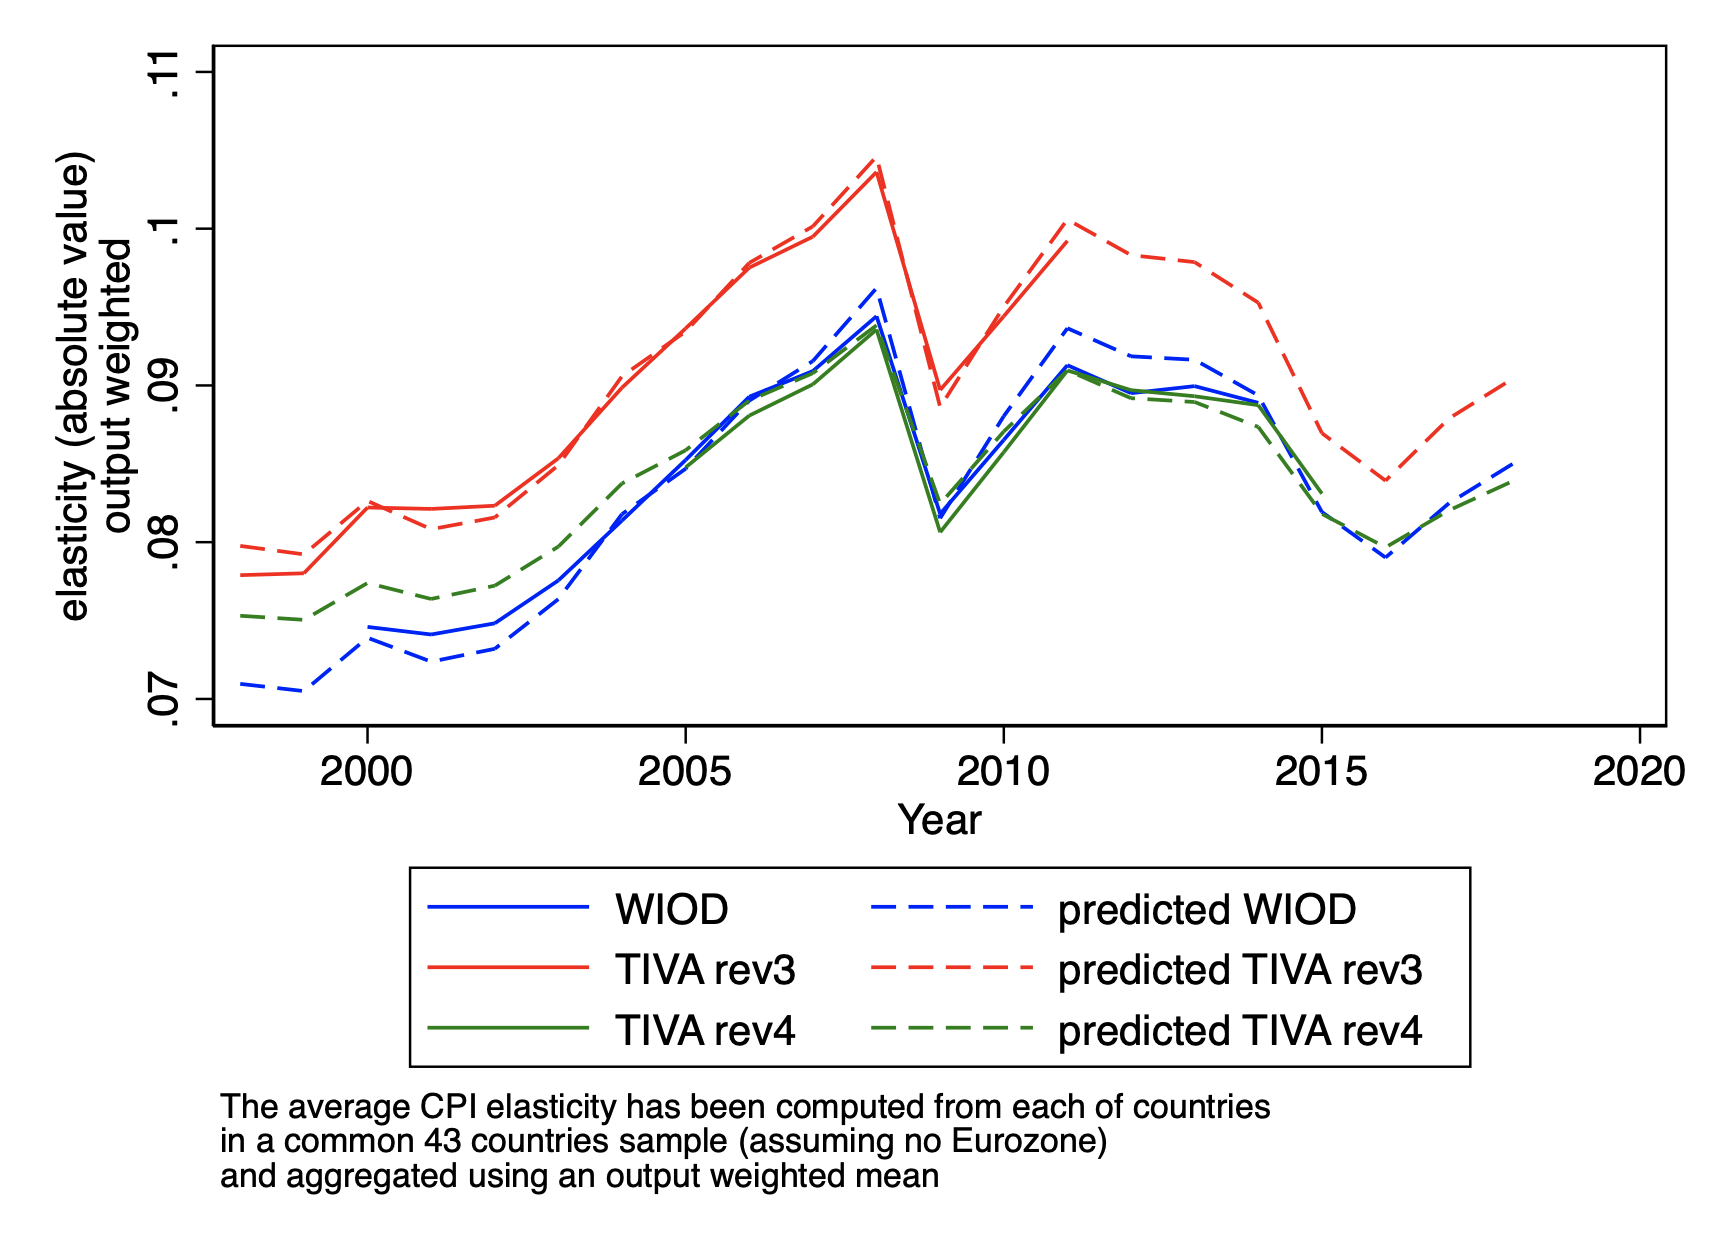 elasticity (absolute value)
output weighted
.11
.1
.09
.08
.07
2000 2005 2010 2015 2020
Year
WIOD predicted WIOD
TIVA rev3 predicted TIVA rev3
TIVA rev4 predicted TIVA rev4
The average CPI elasticity has been computed from each of countries
in a common 43 countries sample (assuming no Eurozone)
and aggregated using an output weighted mean